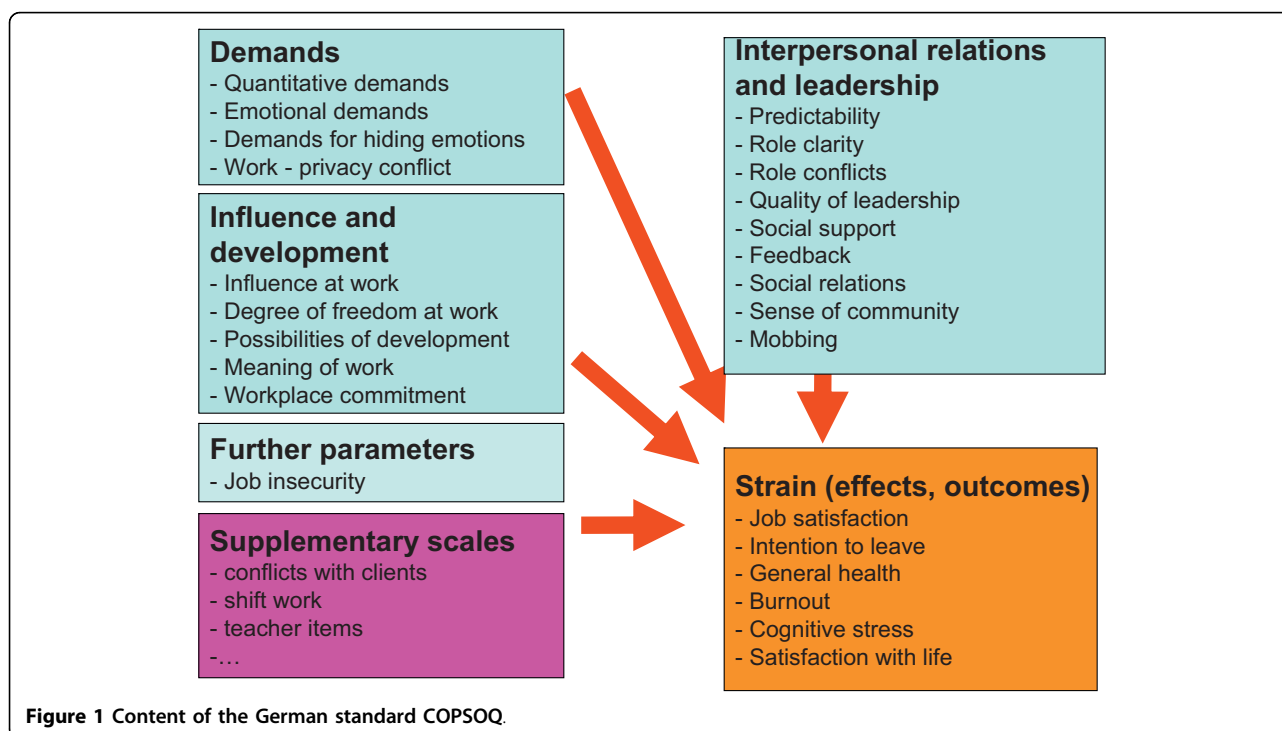 Demands
- Quantitative demands
- Emotional demands
- Demands for hiding emotions
- Work - privacy conflict
Influence and
development
- Influence at work
- Degree of freedom at work
- Possibilities of development
- Meaning of work
- Workplace commitment
Further parameters
- Job insecurity
Supplementary scales
- conflicts with clients
- shift work
- teacher items
-...
Interpersonal relations
and leadership
- Predictability
- Role clarity
- Role conflicts
- Quality of leadership
- Social support
- Feedback
- Social relations
- Sense of community
- Mobbing
Strain (effects, outcomes)
- Job satisfaction
- Intention to leave
- General health
- Burnout
- Cognitive stress
- Satisfaction with life
Figure 1 Content of the German standard COPSOQ.